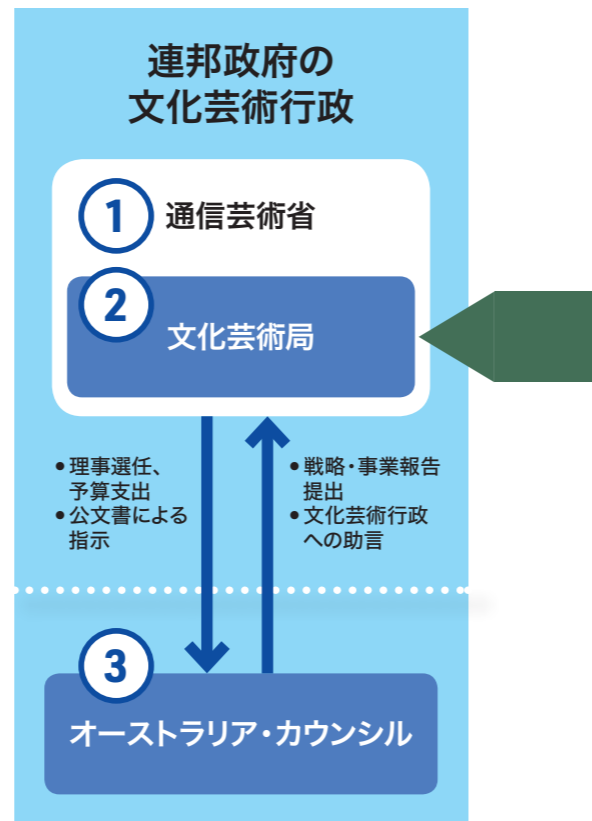 連邦政府の
文化芸術行政
1
通信芸術省
2
文化芸術局
•理事選任、
予算支出
•公文書による
指示
•戦略・事業報告
提出
•文化芸術行政
への助言
3
オーストラリア・カウンシル